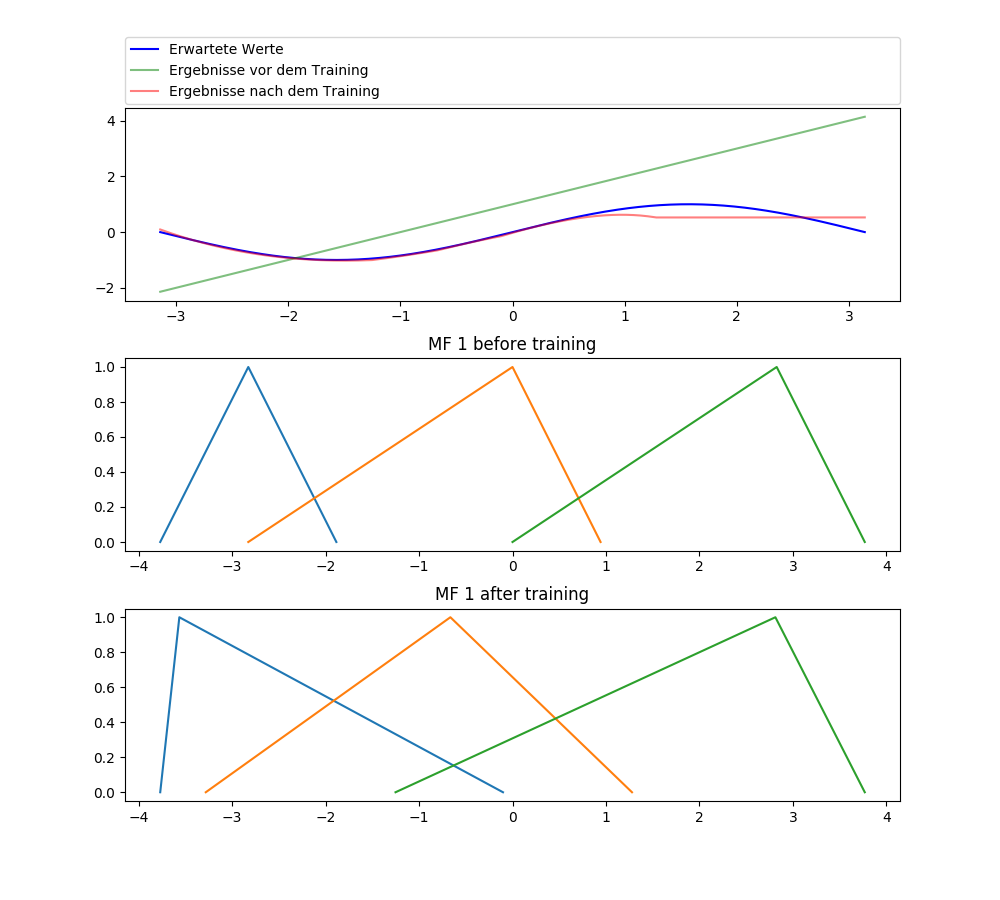 Erwartete Werte
Ergebnisse vor dem Training
Ergebnisse nach dem Training
4
2
0
−2
−3 −2 −1 0 1 2 3
MF 1 before training
1.0
0.8
0.6
0.4
0.2
0.0
−4 −3 −2 −1 0 1 2 3 4
MF 1 after training
1.0
0.8
0.6
0.4
0.2
0.0
−4 −3 −2 −1 0 1 2 3 4